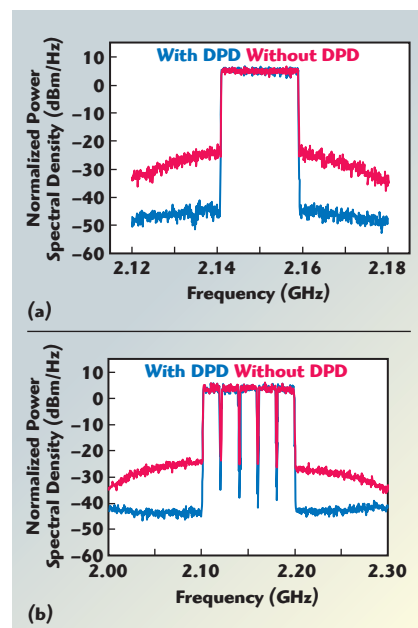 With DPD Without DPD
Normalized Power
Spectral Density (dBm/Hz)
10
0
−10
−20
−30
−40
−50
−60
2.12 2.14 2.16 2.18
Frequency (GHz)
(a)
With DPD Without DPD
Normalized Power
Spectral Density (dBm/Hz)
10
0
−10
−20
−30
−40
−50
−60
2.00 2.10 2.20 2.30
Frequency (GHz)
(b)